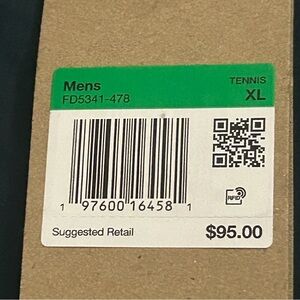 Mens TENNIS
FD5341-478 XL
RFID
1 97600 16458 1
Suggested Retail $95.00